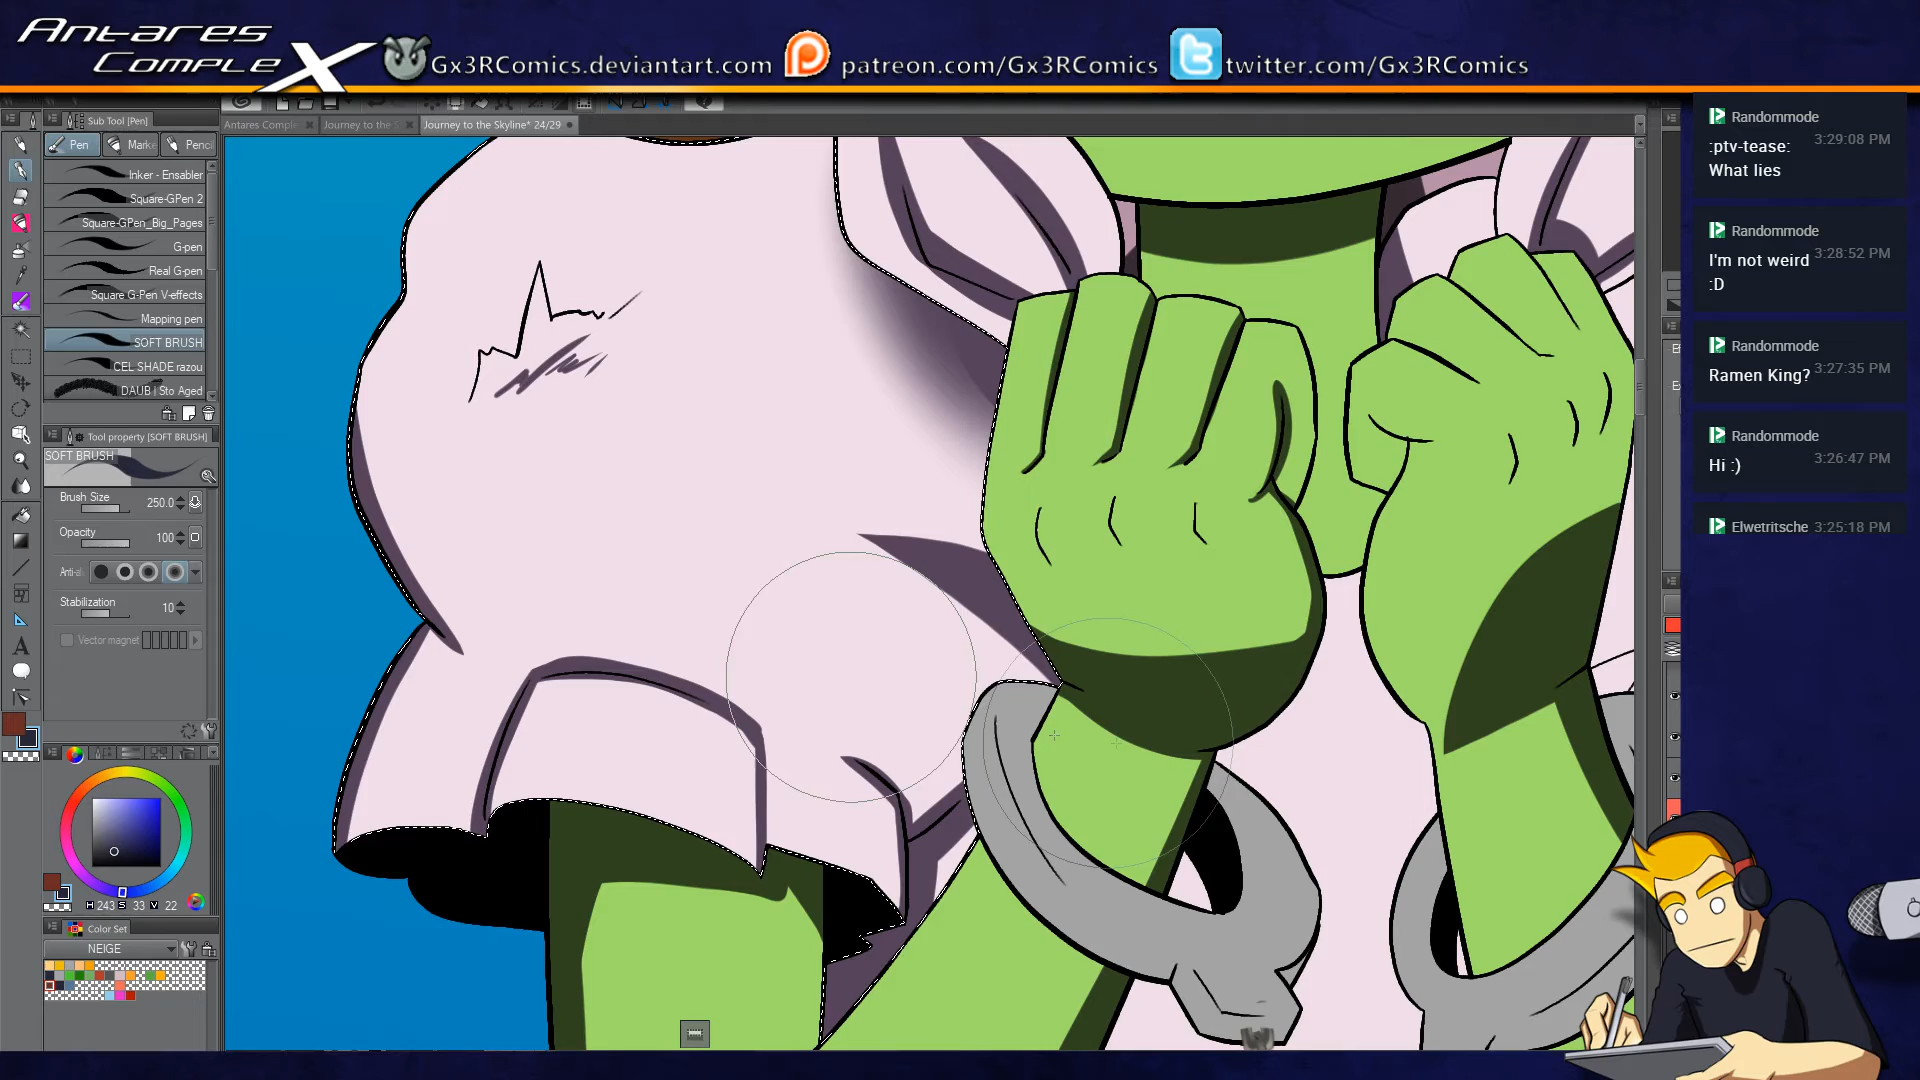 Antares
Complex
Gx3RComics.deviantart.com
patreon.com/Gx3RComics
twitter.com/Gx3RComics
Sub Tool [Pen]
Antares Comple
Journey to the S
Journey to the Skyline* 24/29
Pen
Marke
Pencil
Inker - Ensabler
Square-GPen 2
Square-GPen_Big_Pages
G-pen
Real G-pen
Square G-Pen V-effects
Mapping pen
SOFT BRUSH
CEL SHADE razou
DAUB | Sto Aged
Tool property [SOFT BRUSH]
SOFT BRUSH
Brush Size
250.0
Opacity
100
Anti-al
Stabilization
10
Vector magnet
H 243 S 33 V 22
Color Set
NEIGE
Randommode
3:29:08 PM
:ptv-tease:
What lies
Randommode
3:28:52 PM
I'm not weird
:D
Randommode
3:27:35 PM
Ramen King?
Randommode
3:26:47 PM
Hi :)
Elwetritsche 3:25:18 PM